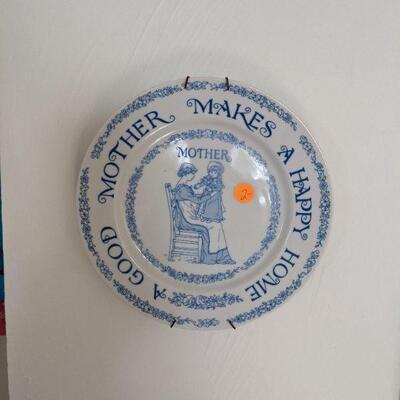 A GOOD MOTHER MAKES A HAPPY HOME
MOTHER
2-